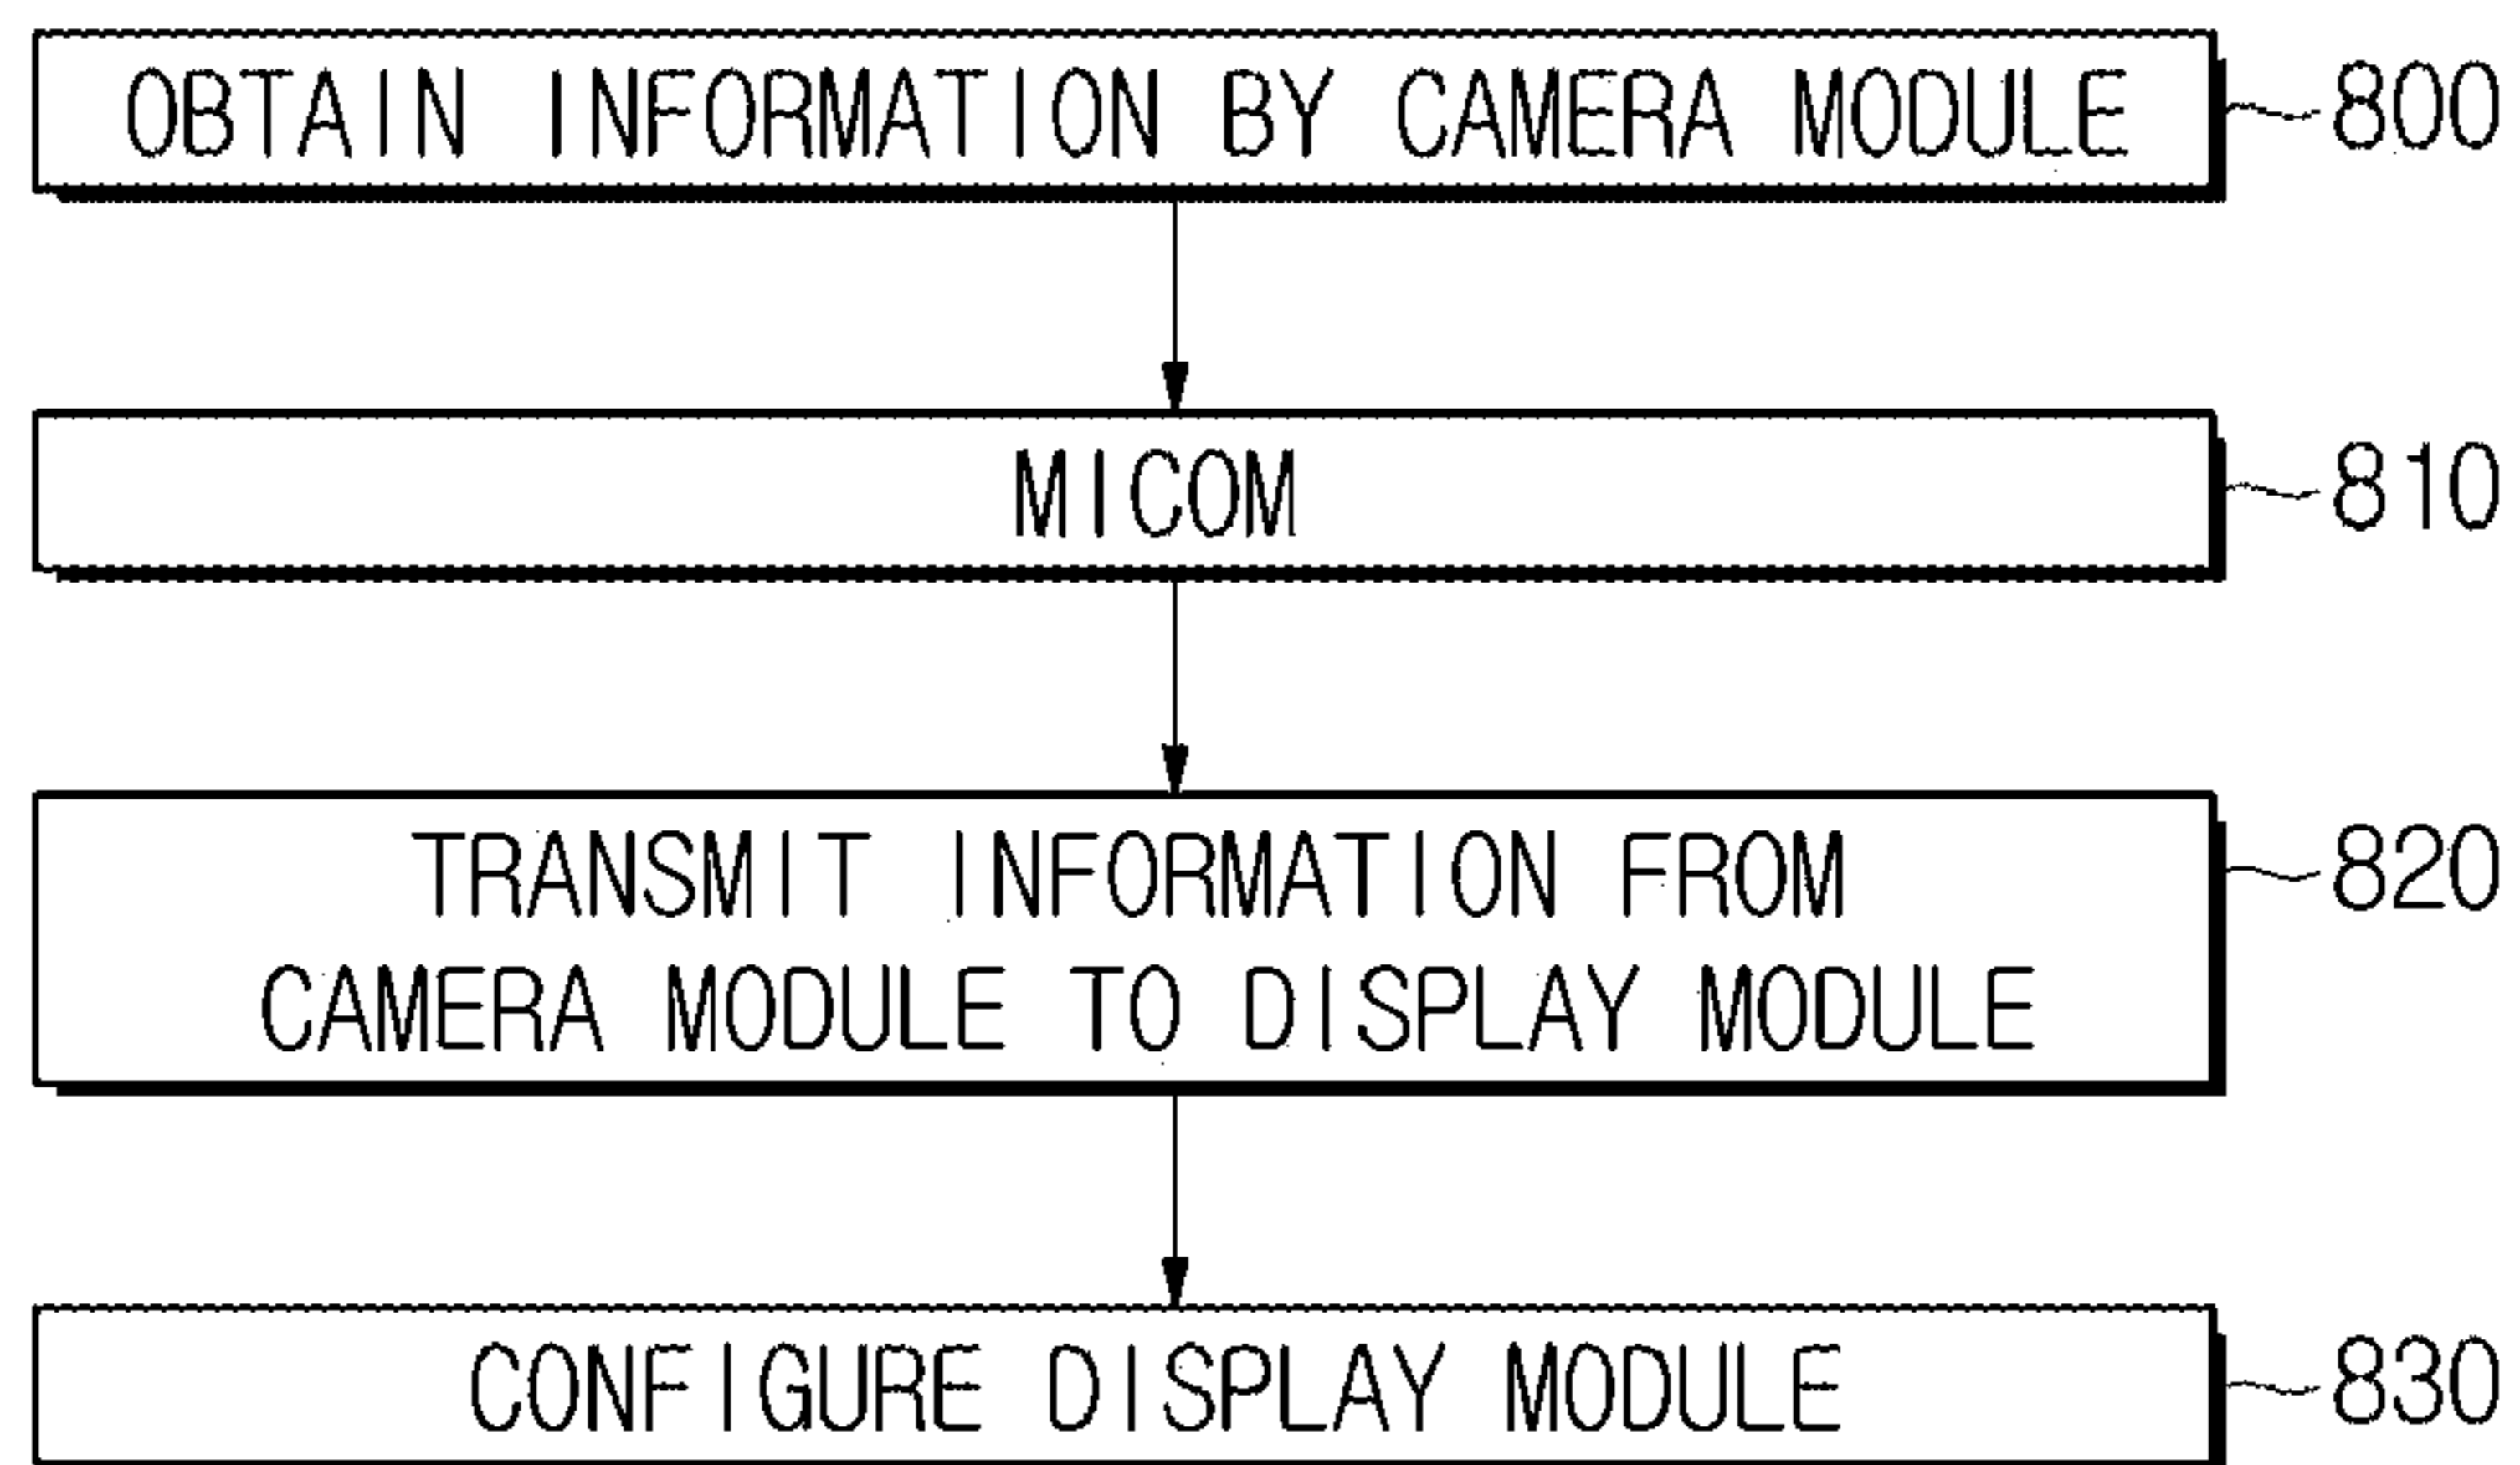 OBTAIN INFORMATION BY CAMERA MODULE 800
MICOM 810
TRANSMIT INFORMATION FROM 820
CAMERA MODULE TO DISPLAY MODULE
CONFIGURE DISPLAY MODULE 830